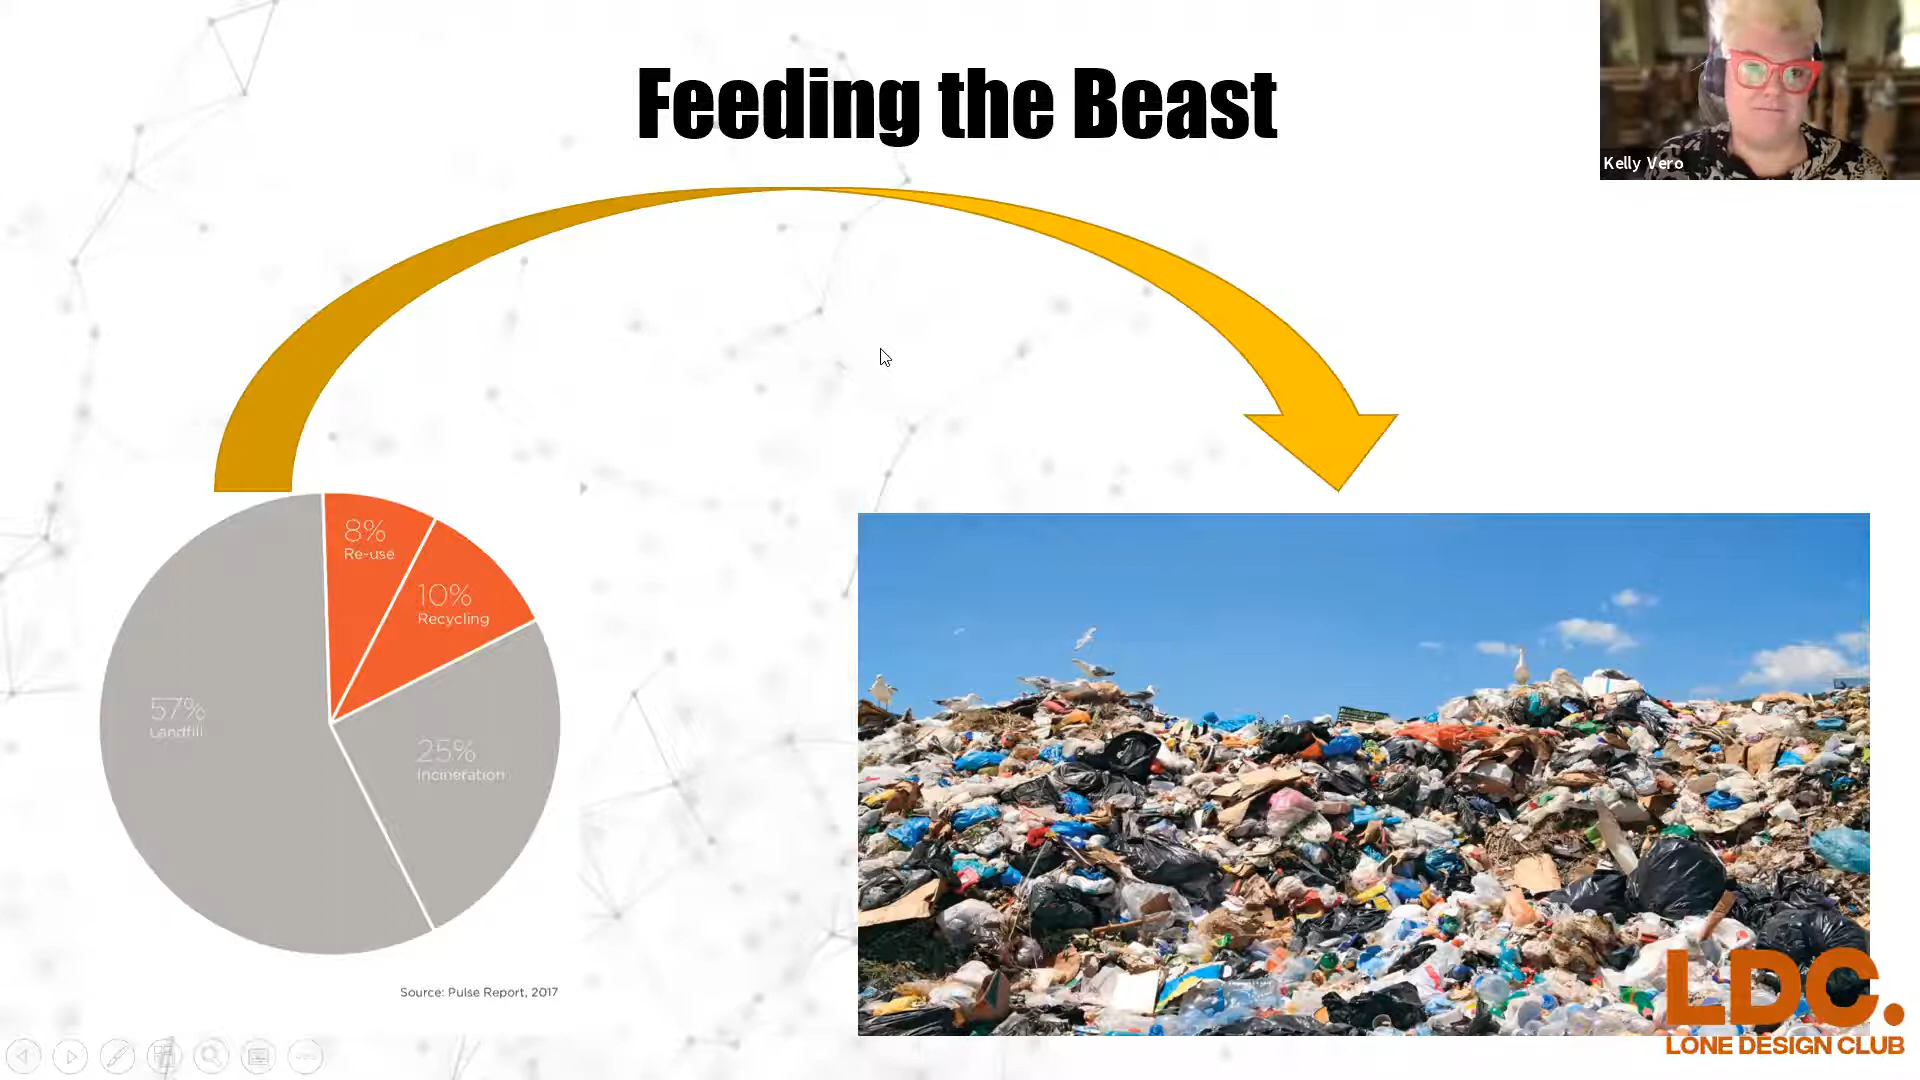 Feeding the Beast
Kelly Vero
8%
Re-use
10%
Recycling
57%
Landfill
25%
Incineration
Source: Pulse Report, 2017
LDC.
LONE DESIGN CLUB